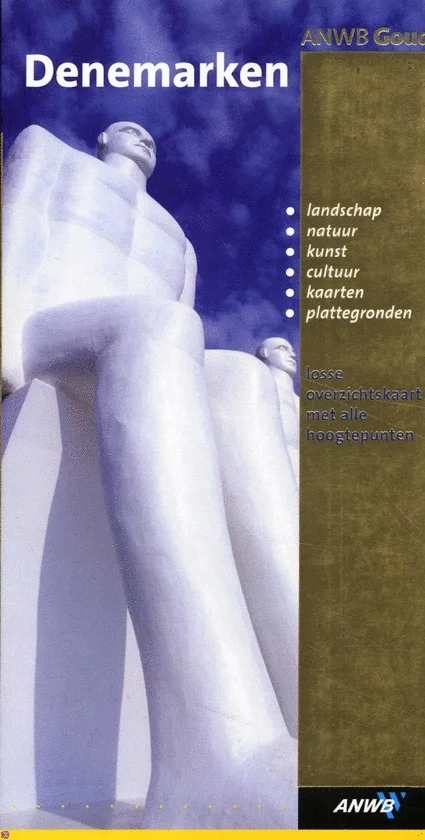 ANWB Goud
Denemarken
• landschap
• natuur
• kunst
• cultuur
• kaarten
• plattegronden
losse
overzichtskaart
met alle
hoogtepunten
ANWB